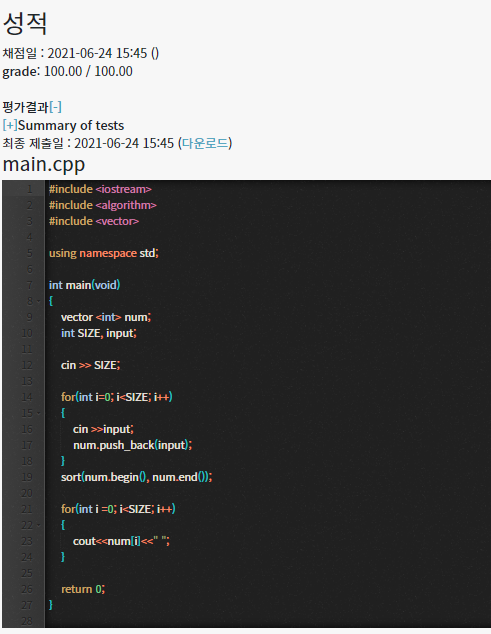 성적
채점일 : 2021-06-24 15:45 ()
grade: 100.00 / 100.00
평가결과[-]
[+]Summary of tests
최종 제출일 : 2021-06-24 15:45 (다운로드)
main.cpp
1 #include <iostream>
2 #include <algorithm>
3 #include <vector>
4
5 using namespace std;
6
7 int main(void)
8 {
9 vector <int> num;
10 int SIZE, input;
11
12 cin >> SIZE;
13
14 for(int i=0; i<SIZE; i++)
15 {
16 cin >>input;
17 num.push_back(input);
18 }
19 sort(num.begin(), num.end());
20
21 for(int i =0; i<SIZE; i++)
22 {
23 cout<<num[i]<<" ";
24 }
25
26 return 0;
27 }
28